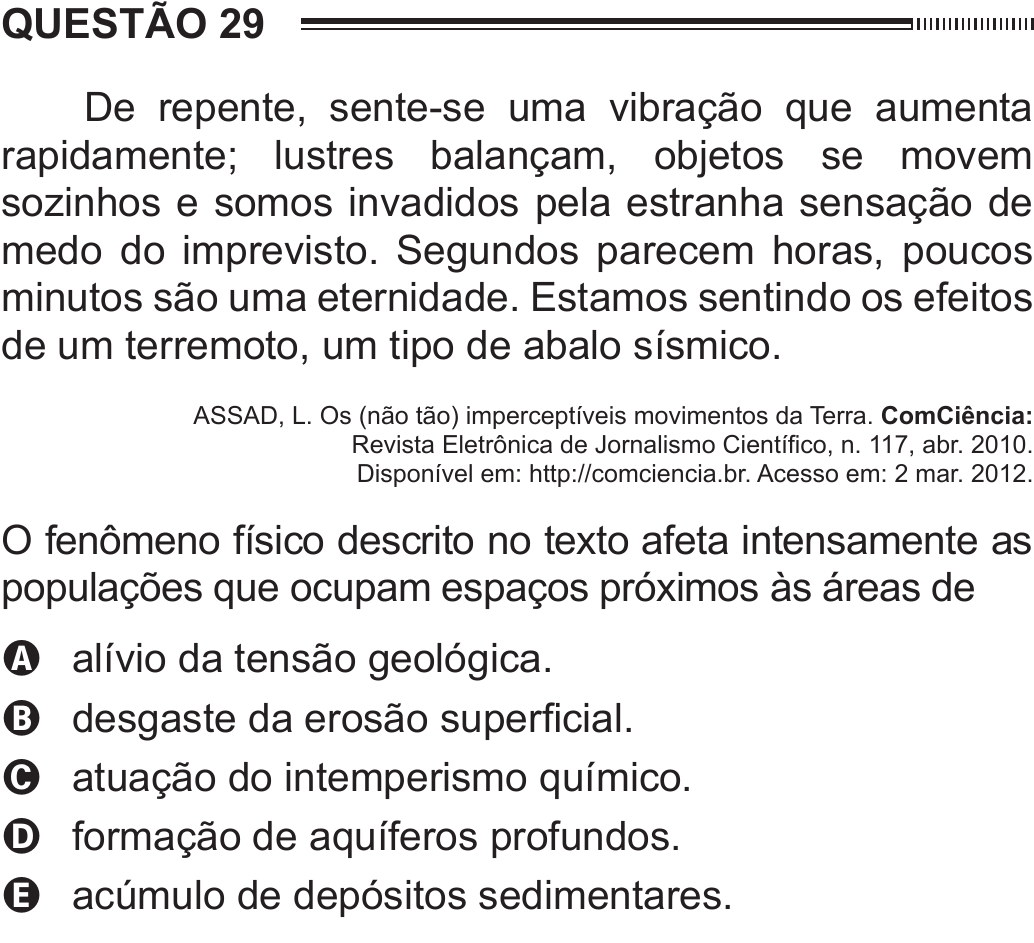 QUESTÃO 29
De repente, sente-se uma vibração que aumenta
rapidamente; lustres balançam, objetos se movem
sozinhos e somos invadidos pela estranha sensação de
medo do imprevisto. Segundos parecem horas, poucos
minutos são uma eternidade. Estamos sentindo os efeitos
de um terremoto, um tipo de abalo sísmico.
ASSAD, L. Os (não tão) imperceptíveis movimentos da Terra. ComCiência:
Revista Eletrônica de Jornalismo Científico, n. 117, abr. 2010.
Disponível em: http://comciencia.br. Acesso em: 2 mar. 2012.
O fenômeno físico descrito no texto afeta intensamente as
populações que ocupam espaços próximos às áreas de
A alívio da tensão geológica.
B desgaste da erosão superficial.
C atuação do intemperismo químico.
D formação de aquíferos profundos.
E acúmulo de depósitos sedimentares.